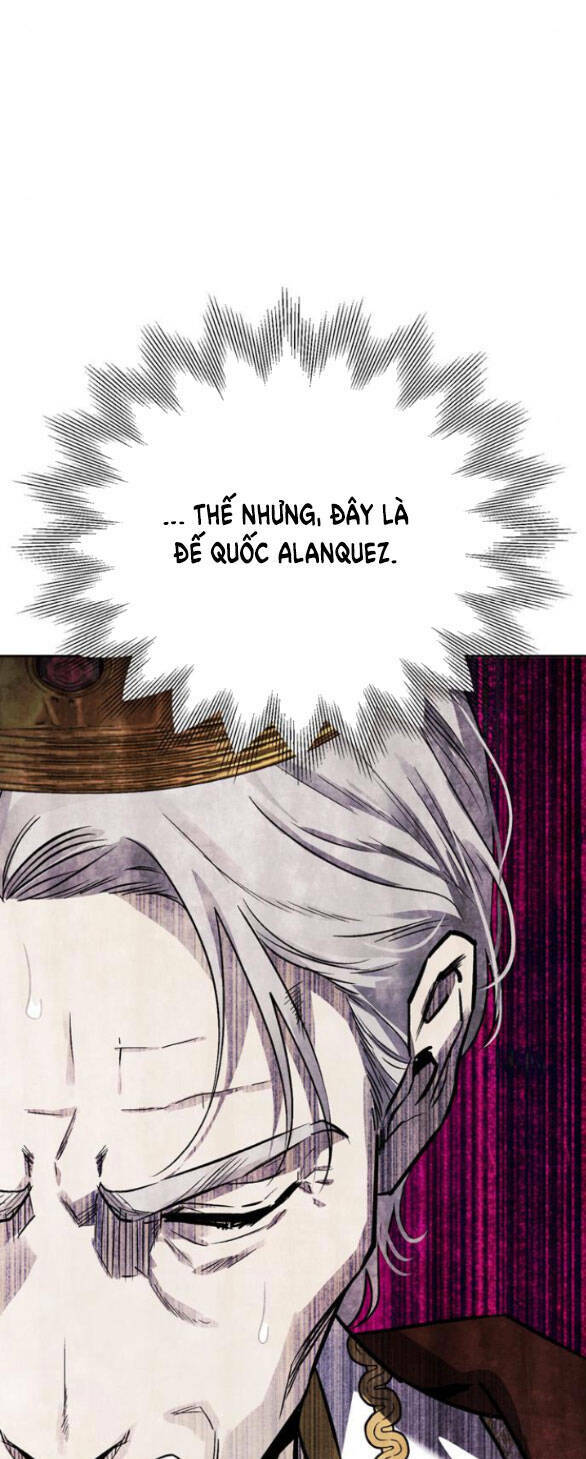 ... THẾ NHƯNG, ĐÂY LÀ
ĐẾ QUỐC ALANQUEZ.